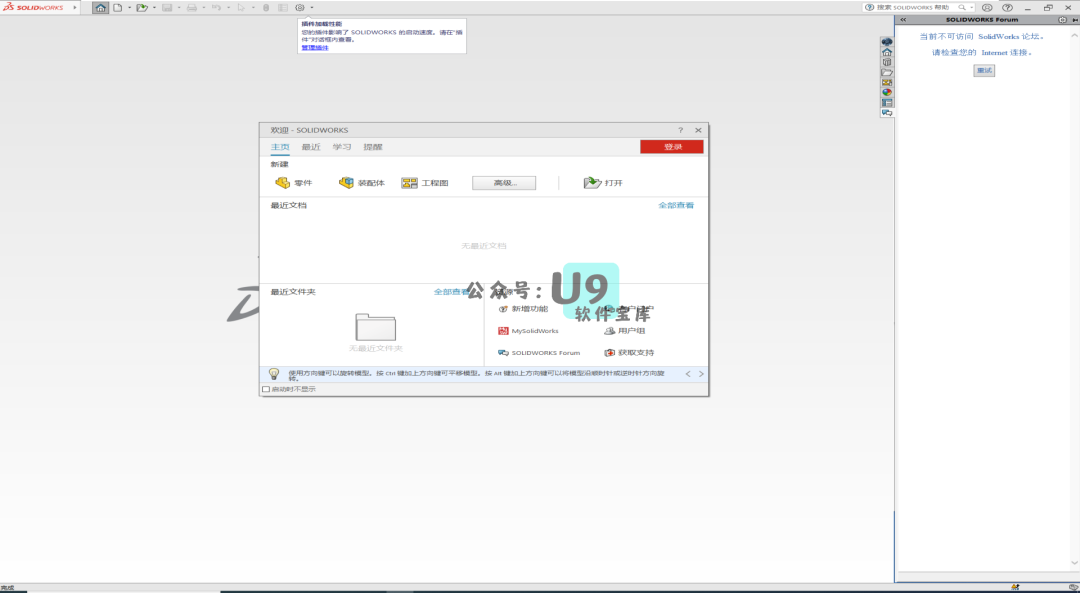 SOLIDWORKS
搜索 SOLIDWORKS 帮助
插件加载性能
您的插件影响了 SOLIDWORKS 的启动速度。请在“插
件”对话框内查看。
管理插件
SOLIDWORKS Forum
当前不可访问 SolidWorks 论坛。
请检查您的 Internet 连接。
重试
欢迎 - SOLIDWORKS
主页 最近 学习 提醒
登录
新建
零件 装配体 工程图 高级... 打开
最近文档 全部查看
无最近文档
最近文件夹 全部查看
无最近文件夹
公众号：U9
软件宝库
新增功能
MySolidWorks 用户组
SOLIDWORKS Forum 获取支持
使用方向键可以旋转模型。按 Ctrl 键加上方向键可平移模型。按 Alt 键加上方向键可以将模型沿顺时针或逆时针方向旋
转。
启动时不显示
完成